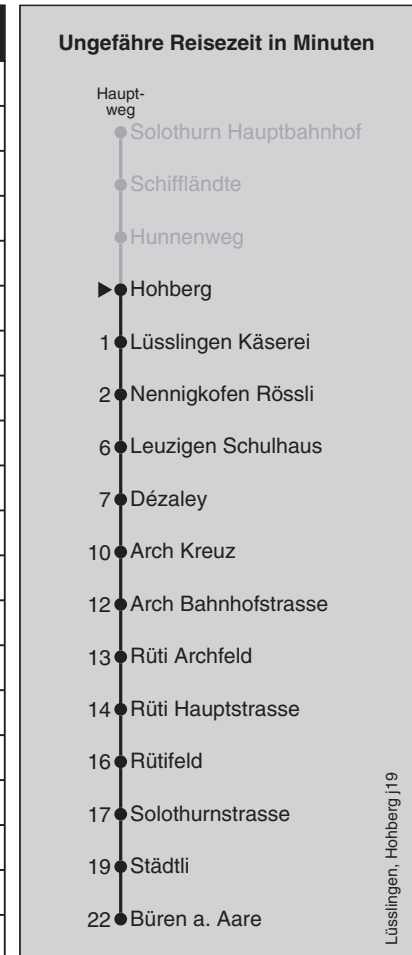 Ungefähre Reisezeit in Minuten
Haupt-
weg
Solothurn Hauptbahnhof
Schiffländte
Hunnenweg
Hohberg
1 Lüsslingen Käserei
2 Nennigkofen Rössli
6 Leuzigen Schulhaus
7 Dézaley
10 Arch Kreuz
12 Arch Bahnhofstrasse
13 Rüti Archfeld
14 Rüti Hauptstrasse
16 Rütifeld
17 Solothurnstrasse
19 Städtli
22 Büren a. Aare
Lüsslingen, Hohberg j19